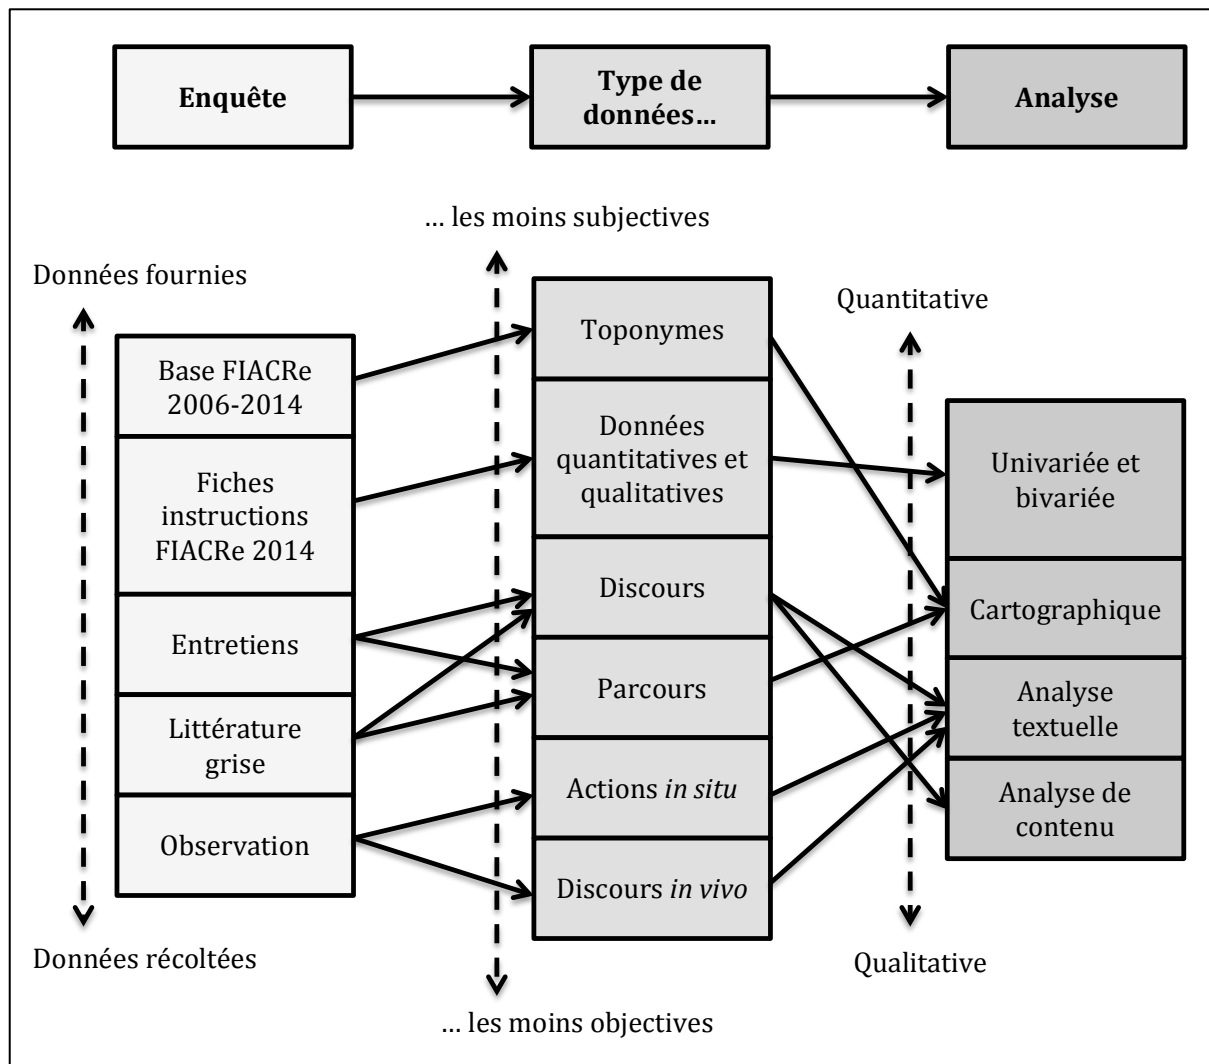 Enquête
Type de
données…
Analyse
… les moins subjectives
Données fournies
Quantitative
Base FIACRe
2006-2014
Fiches
instructions
FIACRe 2014
Entretiens
Littérature
grise
Observation
Toponymes
Données
quantitatives et
qualitatives
Discours
Parcours
Actions in situ
Discours in vivo
Univariée et
bivariée
Cartographique
Analyse
textuelle
Analyse de
contenu
Données récoltées
… les moins objectives
Qualitative